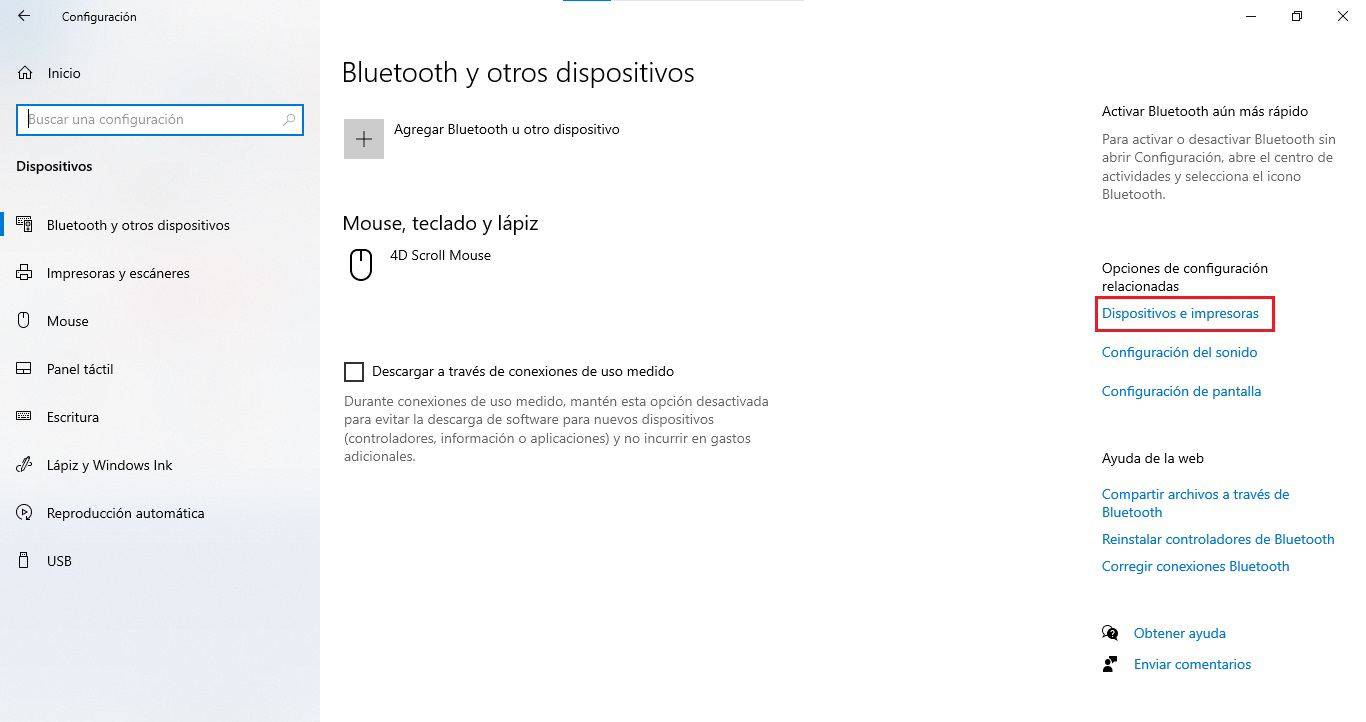 Configuración
Inicio
Buscar una configuración
Dispositivos
Bluetooth y otros dispositivos
Impresoras y escáneres
Mouse
Panel táctil
Escritura
Lápiz y Windows Ink
Reproducción automática
USB
Bluetooth y otros dispositivos
Agregar Bluetooth u otro dispositivo
Mouse, teclado y lápiz
4D Scroll Mouse
Descargar a través de conexiones de uso medido
Durante conexiones de uso medido, mantén esta opción desactivada
para evitar la descarga de software para nuevos dispositivos
(controladores, información o aplicaciones) y no incurrir en gastos
adicionales.
Activar Bluetooth aún más rápido
Para activar o desactivar Bluetooth sin
abrir Configuración, abre el centro de
actividades y selecciona el icono
Bluetooth.
Opciones de configuración
relacionadas
Dispositivos e impresoras
Configuración del sonido
Configuración de pantalla
Ayuda de la web
Compartir archivos a través de
Bluetooth
Reinstalar controladores de Bluetooth
Corregir conexiones Bluetooth
Obtener ayuda
Enviar comentarios